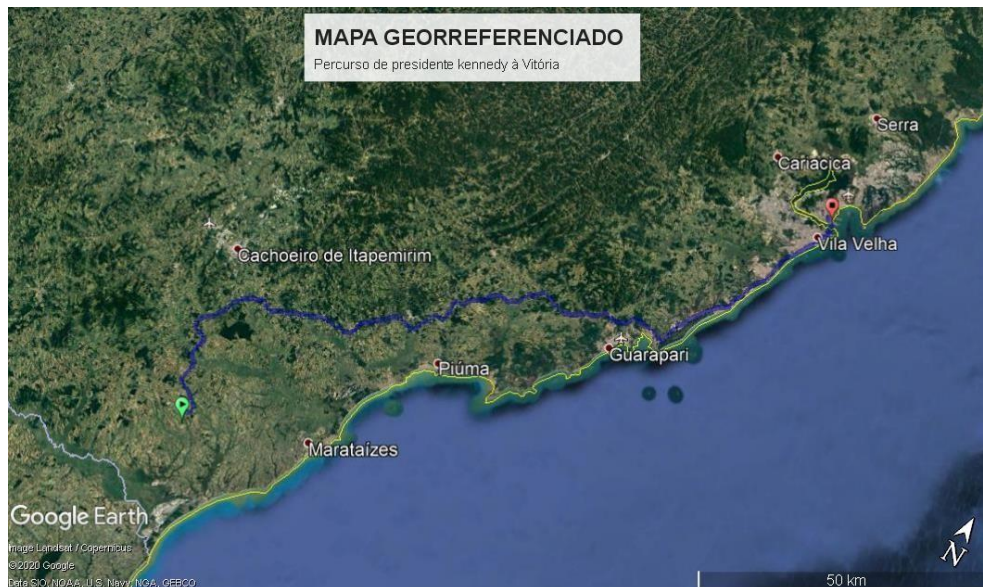 MAPA GEORREFERENCIADO
Percurso de presidente kennedy à Vitória
Serra
Cariacica
Vila Velha
Cachoeiro de Itapemirim
Guarapari
Piúma
Marataízes
Google Earth
Image Landsat / Copernicus
©2020 Google
Data SIO, NOAA, U.S. Navy, NGA, GEBCO
N
50 km